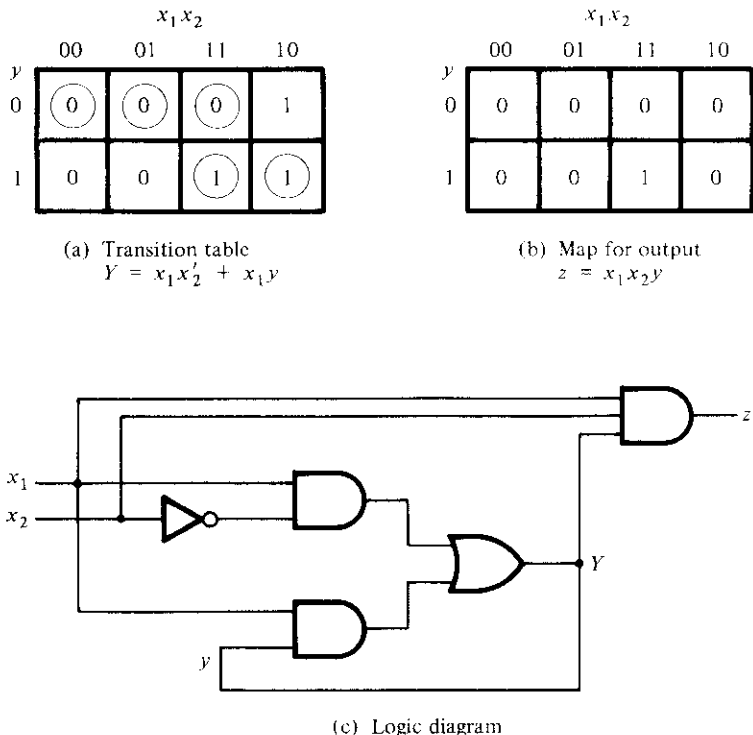 x₁x₂ x₁x₂
00 01 11 10 00 01 11 10
y y
0 0 0 0 1 0 0 0 0 0
1 0 0 1 1 1 0 0 1 0
(a) Transition table (b) Map for output
Y = x₁x₂′ + x₁y z = x₁x₂y
z
x₁
x₂
Y
y
(c) Logic diagram